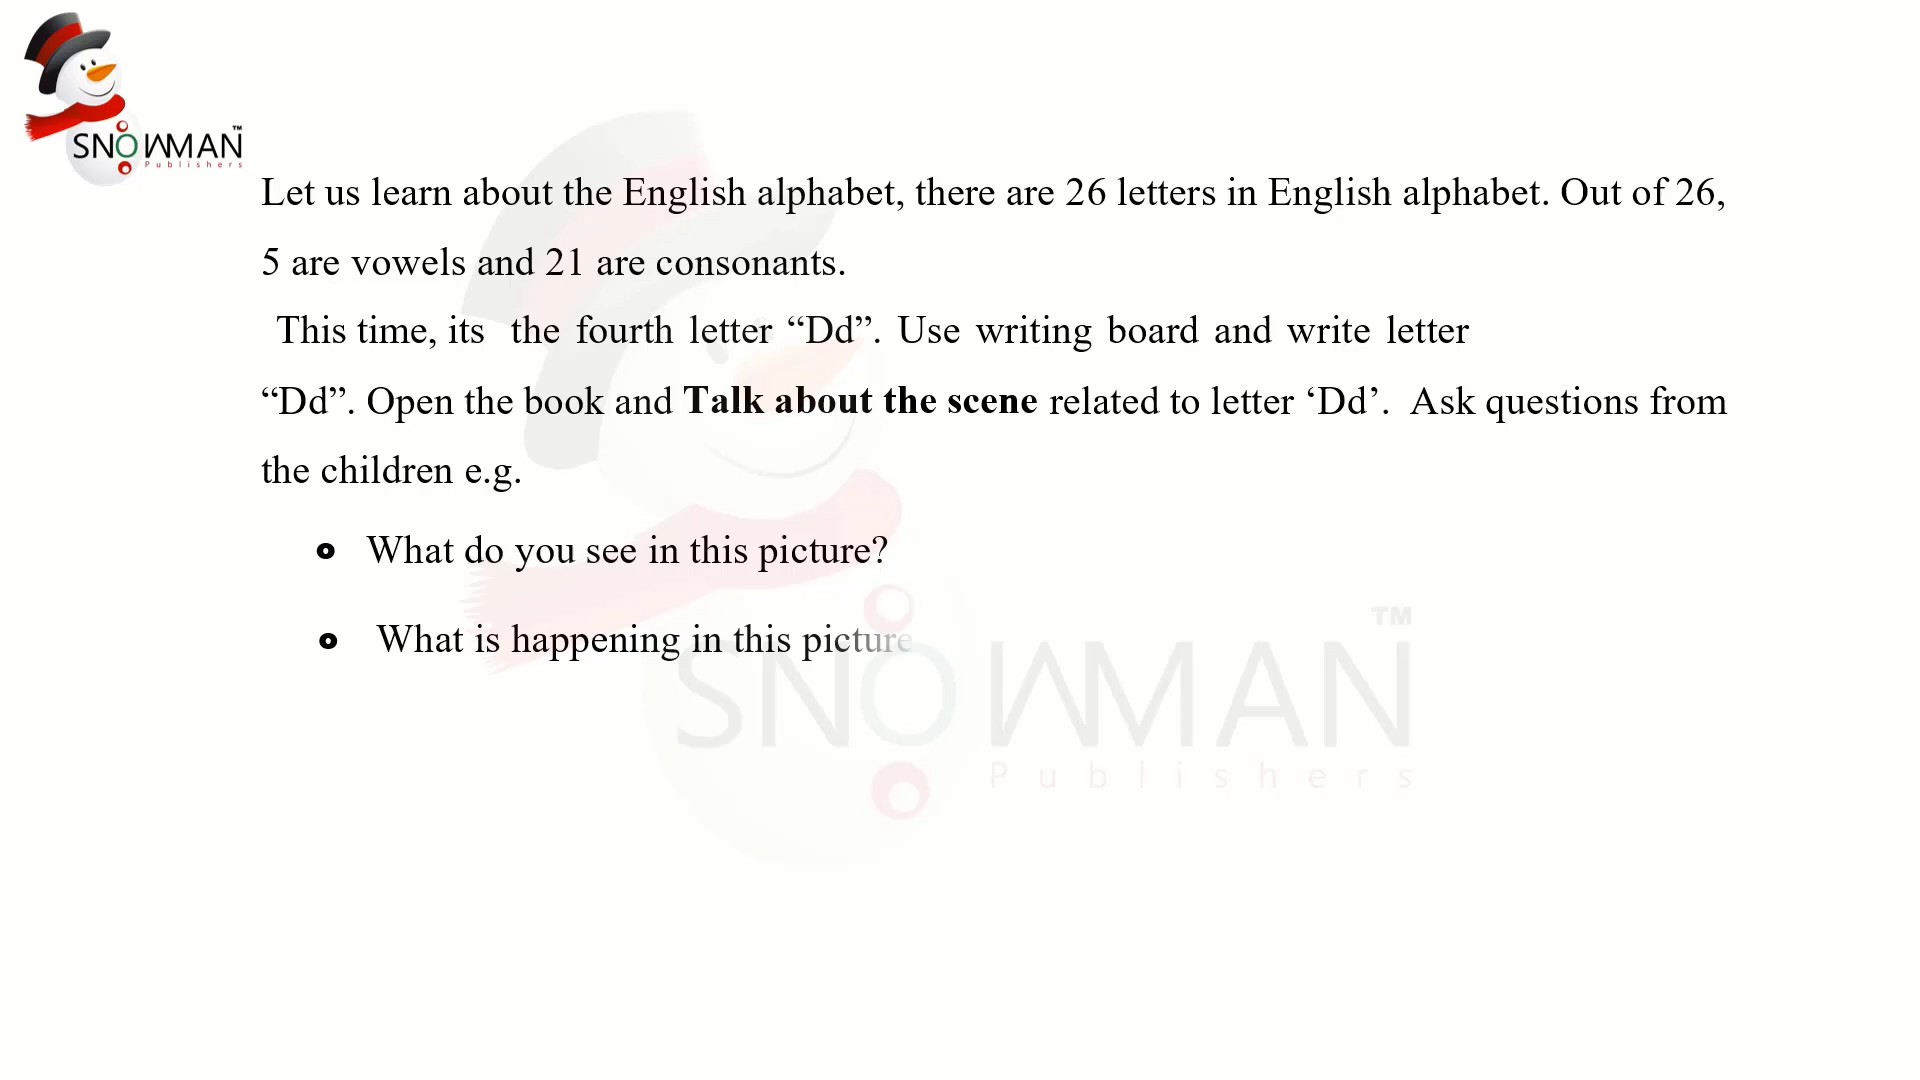 SNOWMAN™
Publishers
Let us learn about the English alphabet, there are 26 letters in English alphabet. Out of 26,
5 are vowels and 21 are consonants.
This time, its the fourth letter “Dd”. Use writing board and write letter
“Dd”. Open the book and Talk about the scene related to letter ‘Dd’. Ask questions from
the children e.g.
What do you see in this picture?
What is happening in this picture
SNOWMAN™
Publishers